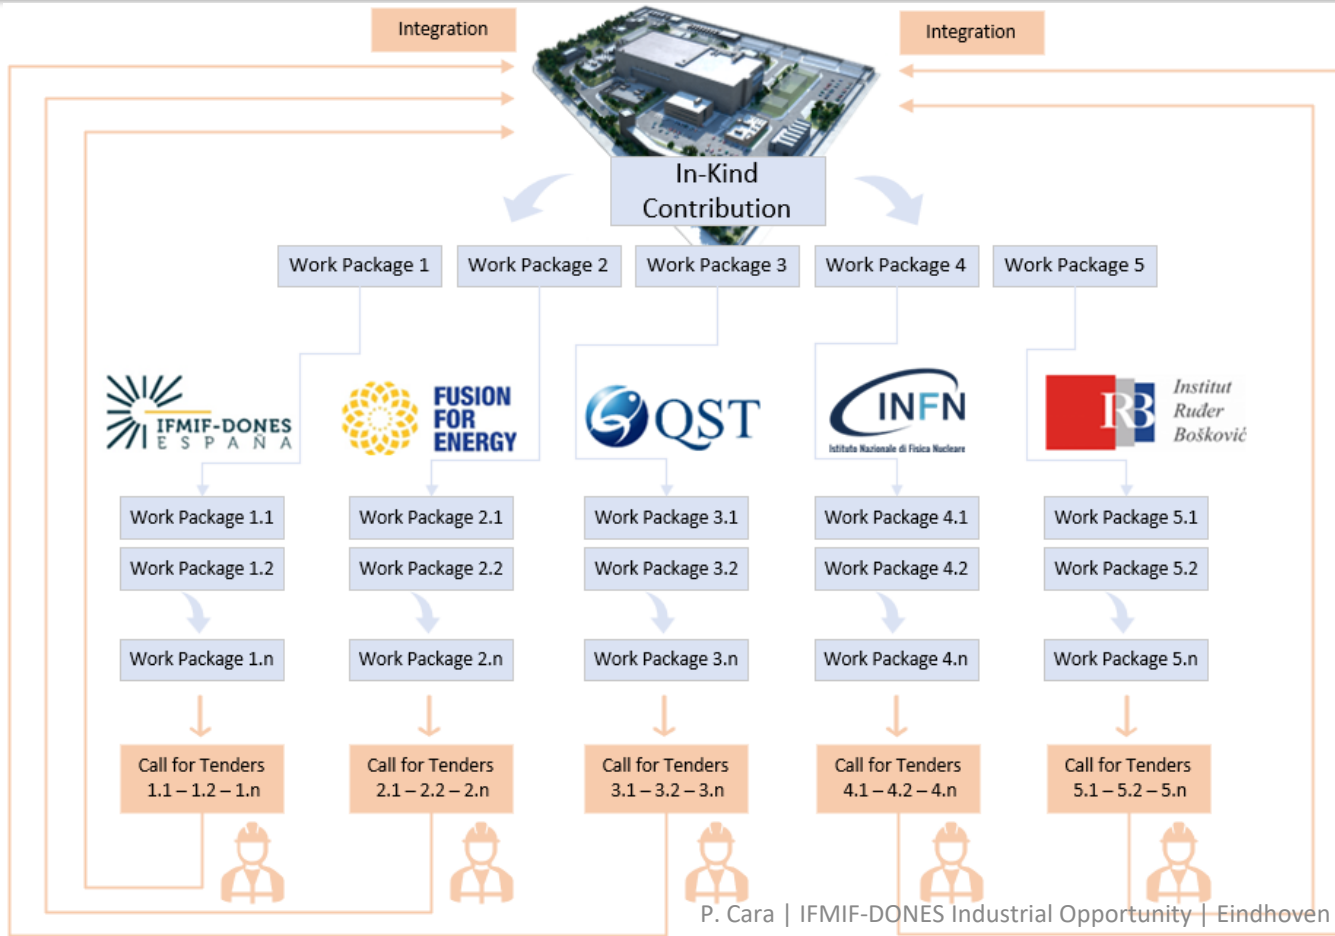 Integration
Integration
In-Kind
Contribution
Work Package 1
Work Package 2
Work Package 3
Work Package 4
Work Package 5
IFMIF-DONES
ESPAÑA
FUSION
FOR
ENERGY
QST
INFN
Istituto Nazionale di Fisica Nucleare
IRB
Institut
Ruđer
Bošković
Work Package 1.1
Work Package 2.1
Work Package 3.1
Work Package 4.1
Work Package 5.1
Work Package 1.2
Work Package 2.2
Work Package 3.2
Work Package 4.2
Work Package 5.2
Work Package 1.n
Work Package 2.n
Work Package 3.n
Work Package 4.n
Work Package 5.n
Call for Tenders
1.1 – 1.2 – 1.n
Call for Tenders
2.1 – 2.2 – 2.n
Call for Tenders
3.1 – 3.2 – 3.n
Call for Tenders
4.1 – 4.2 – 4.n
Call for Tenders
5.1 – 5.2 – 5.n
P. Cara | IFMIF-DONES Industrial Opportunity | Eindhoven